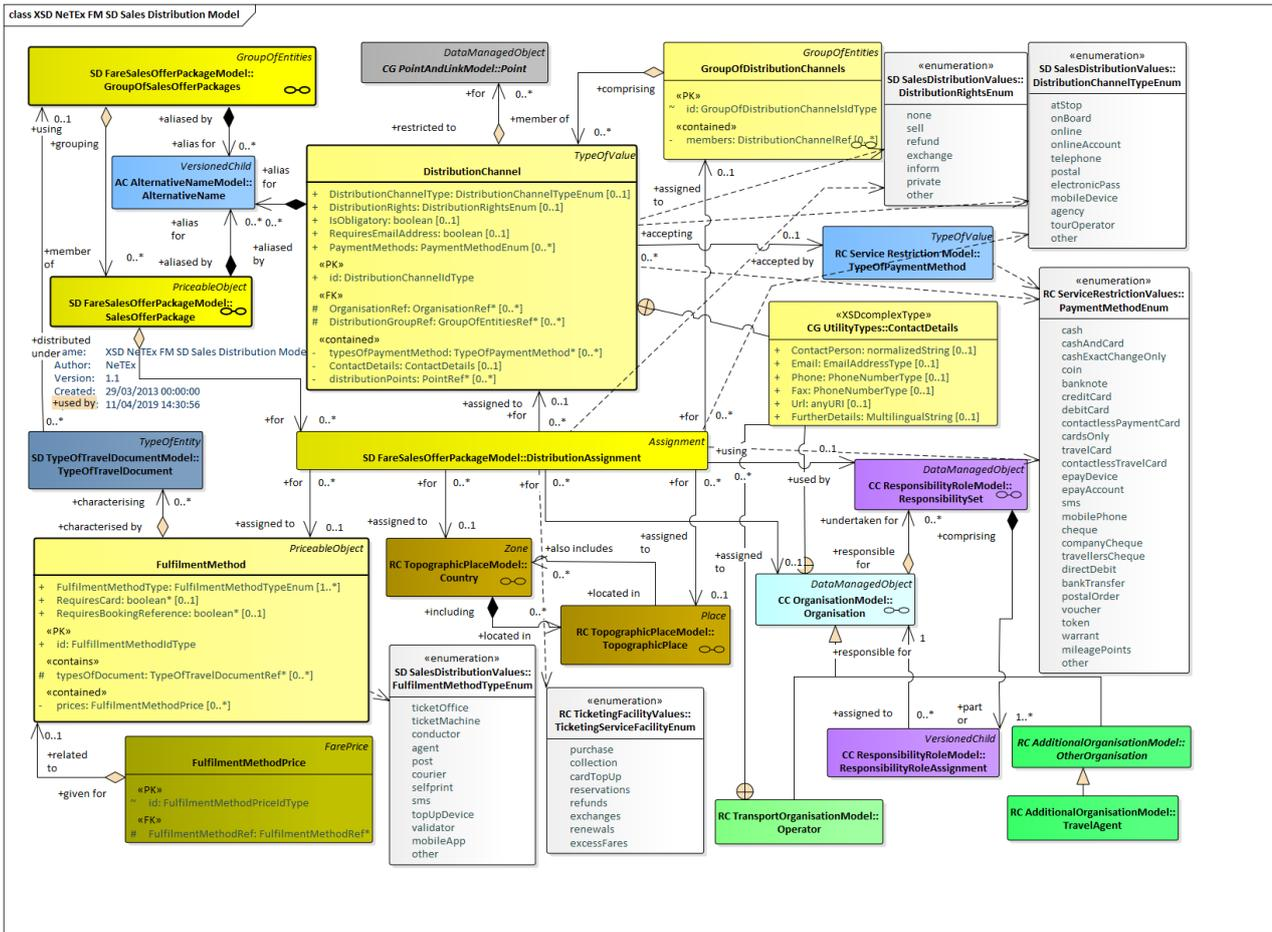 class XSD NeTEx FM SD Sales Distribution Model
GroupOfEntities
SD FareSalesOfferPackageModel::
GroupOfSalesOfferPackages
DataManagedObject
CG PointAndLinkModel::Point
GroupOfEntities
GroupOfDistributionChannels
«PK»
~ id: GroupOfDistributionChannelsIdType
«contained»
- members: DistributionChannelRef [0..*]
«enumeration»
SD SalesDistributionValues::
DistributionRightsEnum
none
sell
refund
exchange
inform
private
other
«enumeration»
SD SalesDistributionValues::
DistributionChannelTypeEnum
atStop
onBoard
online
onlineAccount
telephone
postal
electronicPass
mobileDevice
agency
tourOperator
other
+for
0..*
+restricted to
+member of
+comprising
0..*
0..1
+using
+grouping
+aliased by
+alias for
0..*
VersionedChild
AC AlternativeNameModel::
AlternativeName
+alias
for
0..*
0..*
+alias
for
+aliased
by
+aliased by
+member
of
0..*
PriceableObject
SD FareSalesOfferPackageModel::
SalesOfferPackage
TypeOfValue
DistributionChannel
+ DistributionChannelType: DistributionChannelTypeEnum [0..1]
+ DistributionRights: DistributionRightsEnum [0..1]
+ IsObligatory: boolean [0..1]
+ RequiresEmailAddress: boolean [0..1]
+ PaymentMethods: PaymentMethodEnum [0..*]
«PK»
+ id: DistributionChannelIdType
«FK»
# OrganisationRef: OrganisationRef* [0..*]
# DistributionGroupRef: GroupOfEntitiesRef* [0..*]
«contained»
- typesOfPaymentMethod: TypeOfPaymentMethod* [0..*]
- ContactDetails: ContactDetails [0..1]
- distributionPoints: PointRef* [0..*]
+assigned
to
0..1
+accepting
0..1
0..*
+accepted by
TypeOfValue
RC Service Restriction Model::
TypeOfPaymentMethod
«enumeration»
RC ServiceRestrictionValues::
PaymentMethodEnum
cash
cashAndCard
cashExactChangeOnly
coin
banknote
creditCard
debitCard
contactlessPaymentCard
cardsOnly
travelCard
contactlessTravelCard
epayDevice
epayAccount
sms
mobilePhone
cheque
companyCheque
travellersCheque
directDebit
bankTransfer
postalOrder
voucher
token
warrant
mileagePoints
other
«XSDcomplexType»
CG UtilityTypes::ContactDetails
+ ContactPerson: normalizedString [0..1]
+ Email: EmailAddressType [0..1]
+ Phone: PhoneNumberType [0..1]
+ Fax: PhoneNumberType [0..1]
+ Url: anyURI [0..1]
+ FurtherDetails: MultilingualString [0..1]
+distributed
under
ame: XSD NeTEx FM SD Sales Distribution Mode
Author: NeTEx
Version: 1.1
Created: 29/03/2013 00:00:00
+used by: 11/04/2019 14:30:56
0..*
+for
0..*
+assigned to
0..1
+for
+for
0..*
Assignment
SD FareSalesOfferPackageModel::DistributionAssignment
+using
0..1
TypeOfEntity
SD TypeOfTravelDocumentModel::
TypeOfTravelDocument
+characterising
0..*
+characterised by
+for
0..*
+for
0..*
0..*
+for
+for
0..*
0..*
+used by
DataManagedObject
CC ResponsibilityRoleModel::
ResponsibilitySet
+assigned to
0..1
+assigned to
0..1
+assigned
to
0..1
+assigned
to
0..1
+undertaken for
0..*
+comprising
+responsible
for
PriceableObject
FulfilmentMethod
+ FulfilmentMethodType: FulfilmentMethodTypeEnum [1..*]
+ RequiresCard: boolean* [0..1]
+ RequiresBookingReference: boolean* [0..1]
«PK»
+ id: FulfilmentMethodIdType
«contains»
# typesOfDocument: TypeOfTravelDocumentRef* [0..*]
«contained»
- prices: FulfilmentMethodPrice [0..*]
Zone
RC TopographicPlaceModel::
Country
+also includes
0..*
+located in
+including
0..*
+located in
Place
RC TopographicPlaceModel::
TopographicPlace
DataManagedObject
CC OrganisationModel::
Organisation
1
+responsible for
«enumeration»
SD SalesDistributionValues::
FulfilmentMethodTypeEnum
ticketOffice
ticketMachine
conductor
agent
post
courier
selfprint
sms
topUpDevice
validator
mobileApp
other
«enumeration»
RC TicketingFacilityValues::
TicketingServiceFacilityEnum
purchase
collection
cardTopUp
reservations
refunds
exchanges
renewals
excessFares
+assigned to
0..*
+part
or
1..*
VersionedChild
CC ResponsibilityRoleModel::
ResponsibilityRoleAssignment
RC AdditionalOrganisationModel::
OtherOrganisation
0..1
+related
to
+given for
FarePrice
FulfilmentMethodPrice
«PK»
~ id: FulfilmentMethodPriceIdType
«FK»
# FulfilmentMethodRef: FulfilmentMethodRef*
RC TransportOrganisationModel::
Operator
RC AdditionalOrganisationModel::
TravelAgent